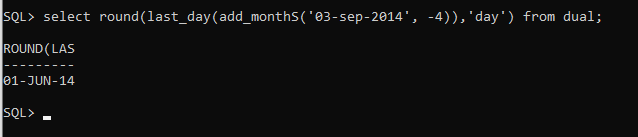 SQL> select round(last_day(add_monthS('03-sep-2014', -4)),'day') from dual;
ROUND(LAS
---------
01-JUN-14
SQL>